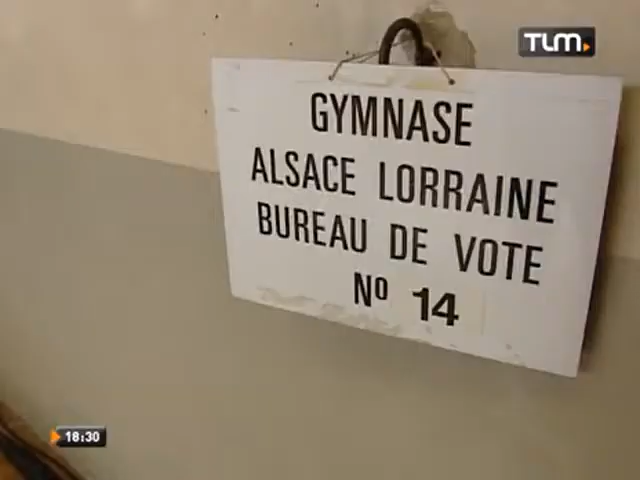 TLM.
GYMNASE
ALSACE LORRAINE
BUREAU DE VOTE
Nº 14
18:30